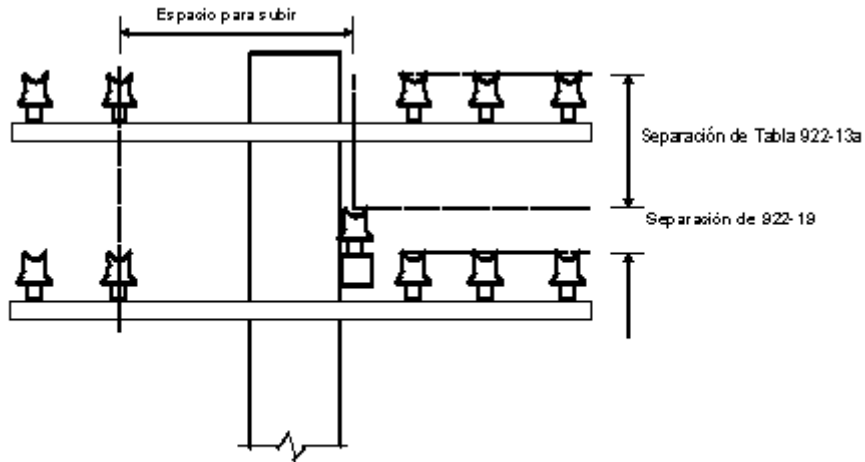 Espacio para subir
Separación de Tabla 922-13a
Separación de 922-19